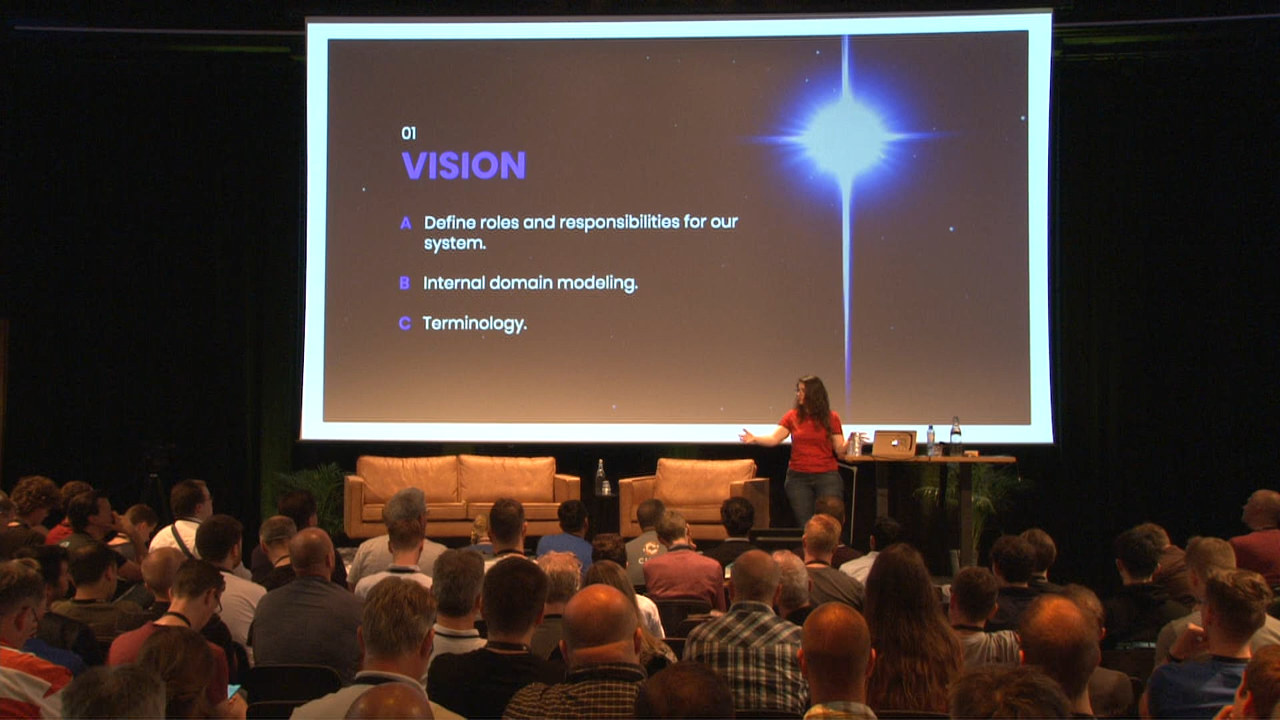 01
VISION
A Define roles and responsibilities for our
system.
B Internal domain modeling.
C Terminology.